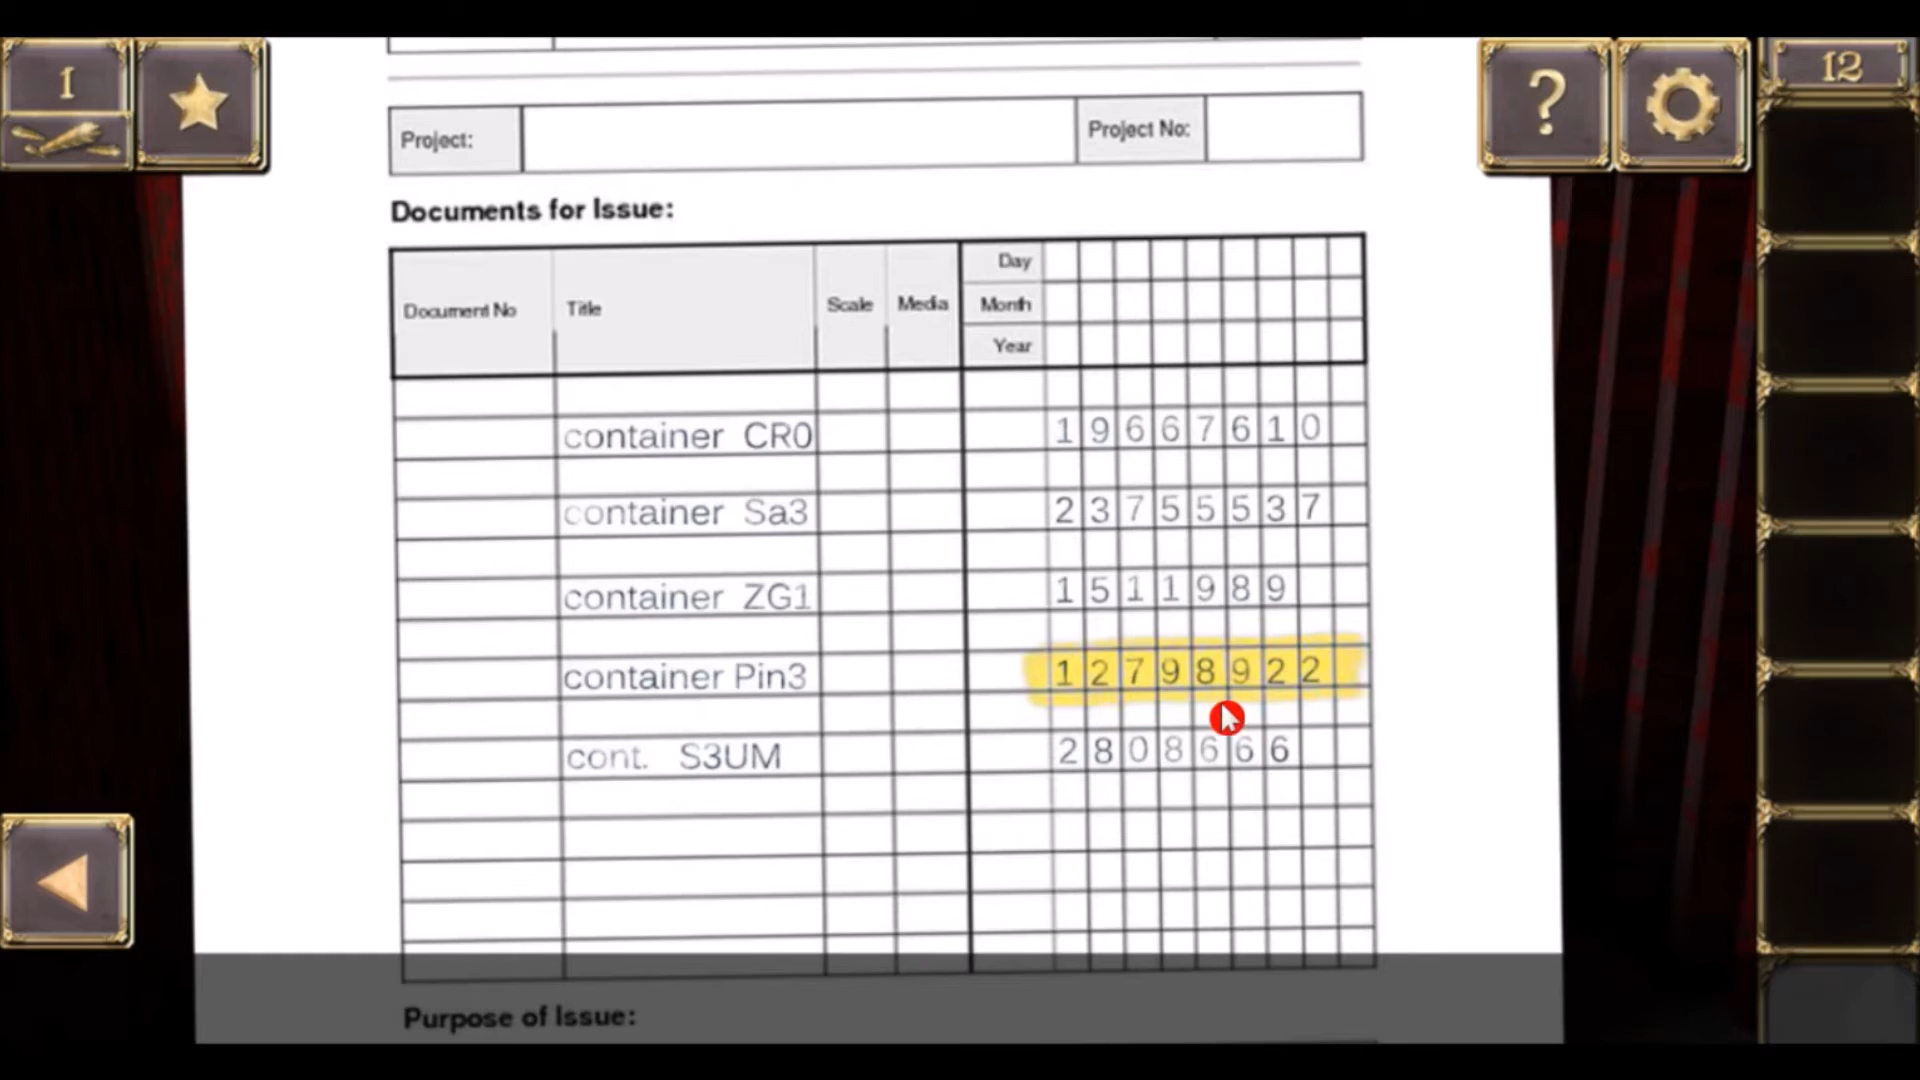 1
12
Project: Project No:
Documents for Issue:
Document No Title Scale Media Day
Month
Year
container CR0 19667610
container Sa3 23755537
container ZG1 1511989
container Pin3 12798922
cont. S3UM 2808666
Purpose of Issue: